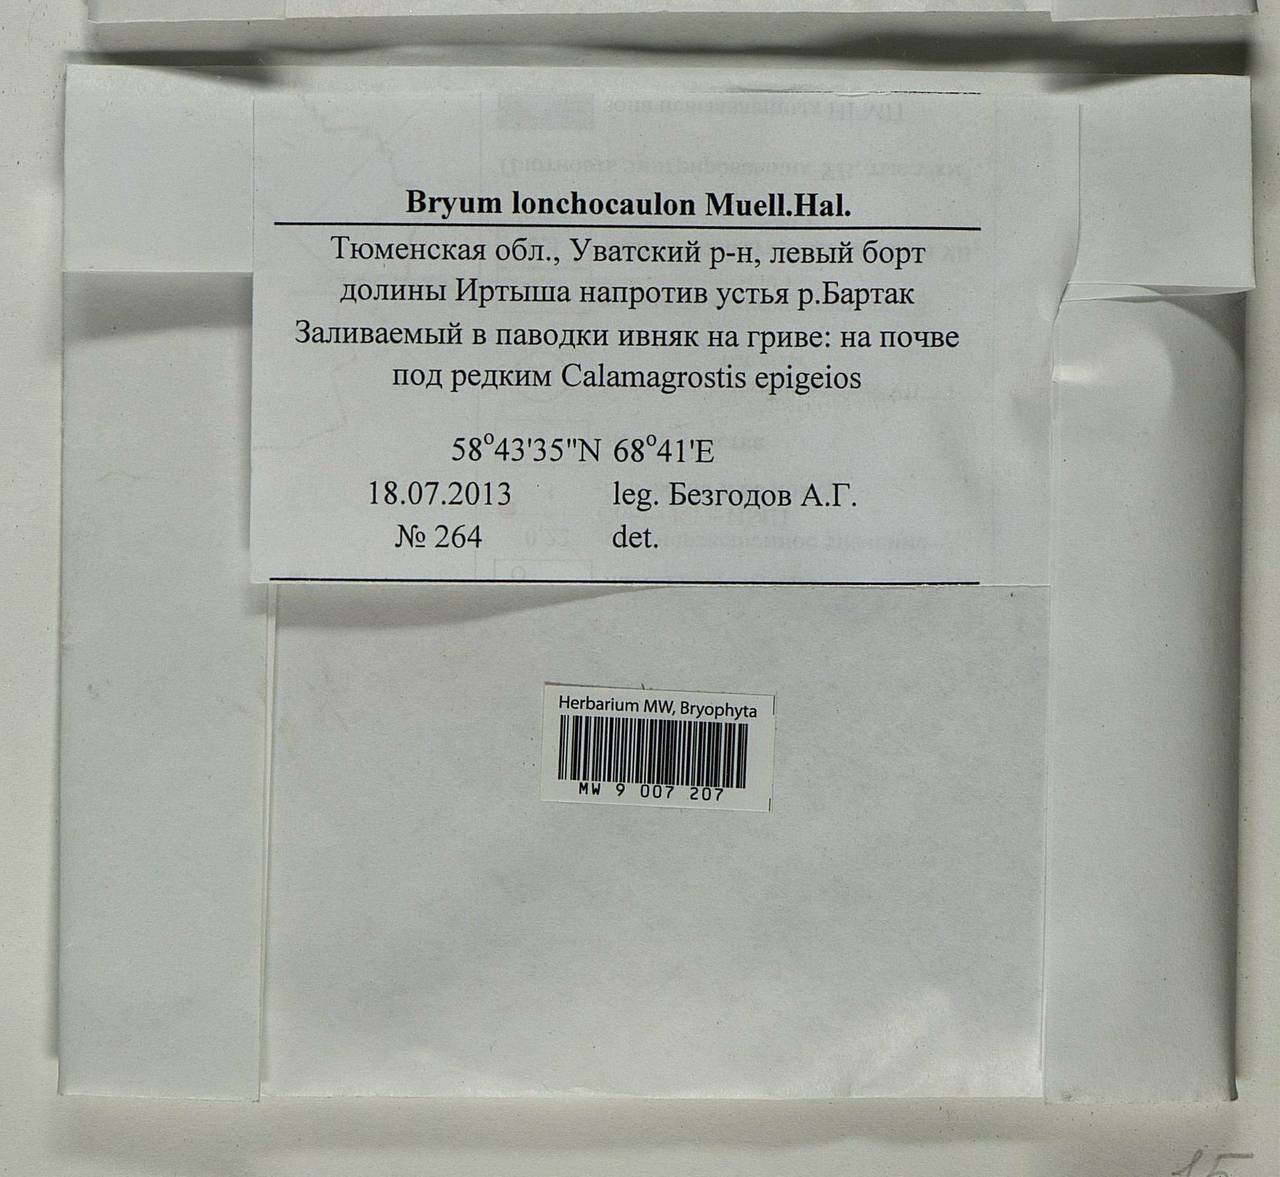 Bryum lonchocaulon Muell.Hal.
Тюменская обл., Уватский р-н, левый борт
долины Иртыша напротив устья р.Бартак
Заливаемый в паводки ивняк на гриве: на почве
под редким Calamagrostis epigeios
58°43'35"N 68°41'E
18.07.2013 leg. Безгодов А.Г.
№ 264 det.
Herbarium MW, Bryophyta
MW 9 007 207